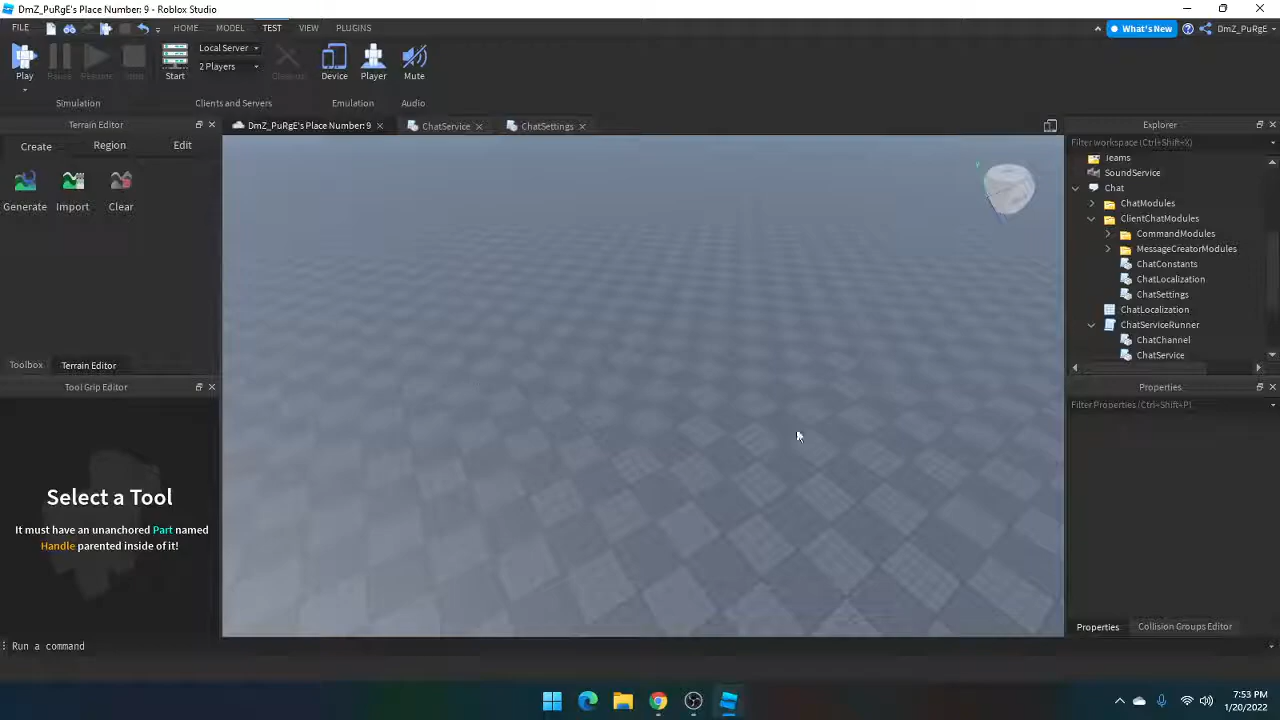 DmZ_PuRgE's Place Number: 9 - Roblox Studio
FILE HOME MODEL TEST VIEW PLUGINS What's New DmZ_PuRgE
Play Pause Resume Start Local Server 2 Players Device Player Mute
Simulation Clients and Servers Emulation Audio
Terrain Editor DmZ_PuRgE's Place Number: 9 ChatService ChatSettings Explorer
Create Region Edit
Generate Import Clear
Filter workspace (Ctrl+Shift+X)
Teams
SoundService
Chat
ChatModules
ClientChatModules
CommandModules
MessageCreatorModules
ChatConstants
ChatLocalization
ChatSettings
ChatLocalization
ChatServiceRunner
ChatChannel
ChatService
Toolbox Terrain Editor
Tool Grip Editor
Properties
Filter Properties (Ctrl+Shift+P)
Select a Tool
It must have an unanchored Part named
Handle parented inside of it!
Properties Collision Groups Editor
Run a command
7:53 PM
1/20/2022